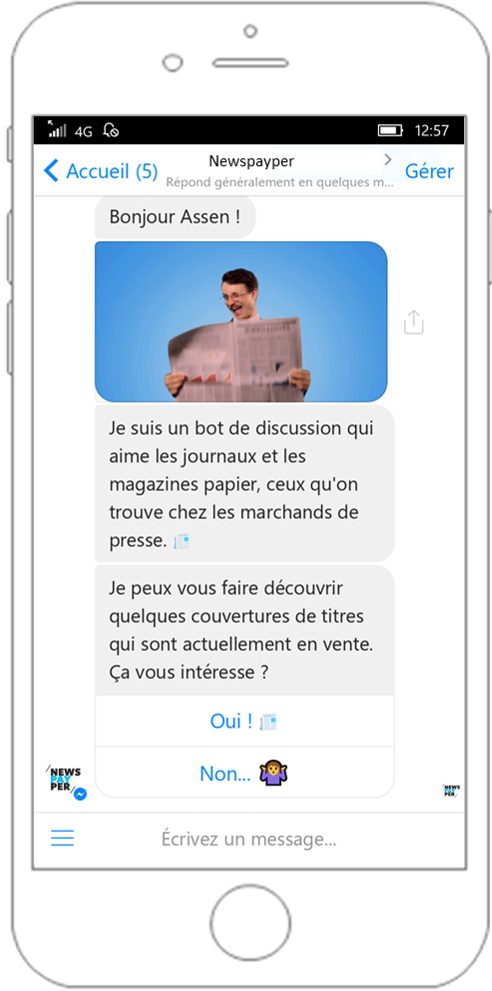 4G 12:57
Accueil (5) Newspayper Gérer
Répond généralement en quelques m...
Bonjour Assen !
Je suis un bot de discussion qui
aime les journaux et les
magazines papier, ceux qu'on
trouve chez les marchands de
presse.
Je peux vous faire découvrir
quelques couvertures de titres
qui sont actuellement en vente.
Ça vous intéresse ?
Oui !
Non...
NEWS
PAY
PER
NEWS
PAY
PER
Écrivez un message...